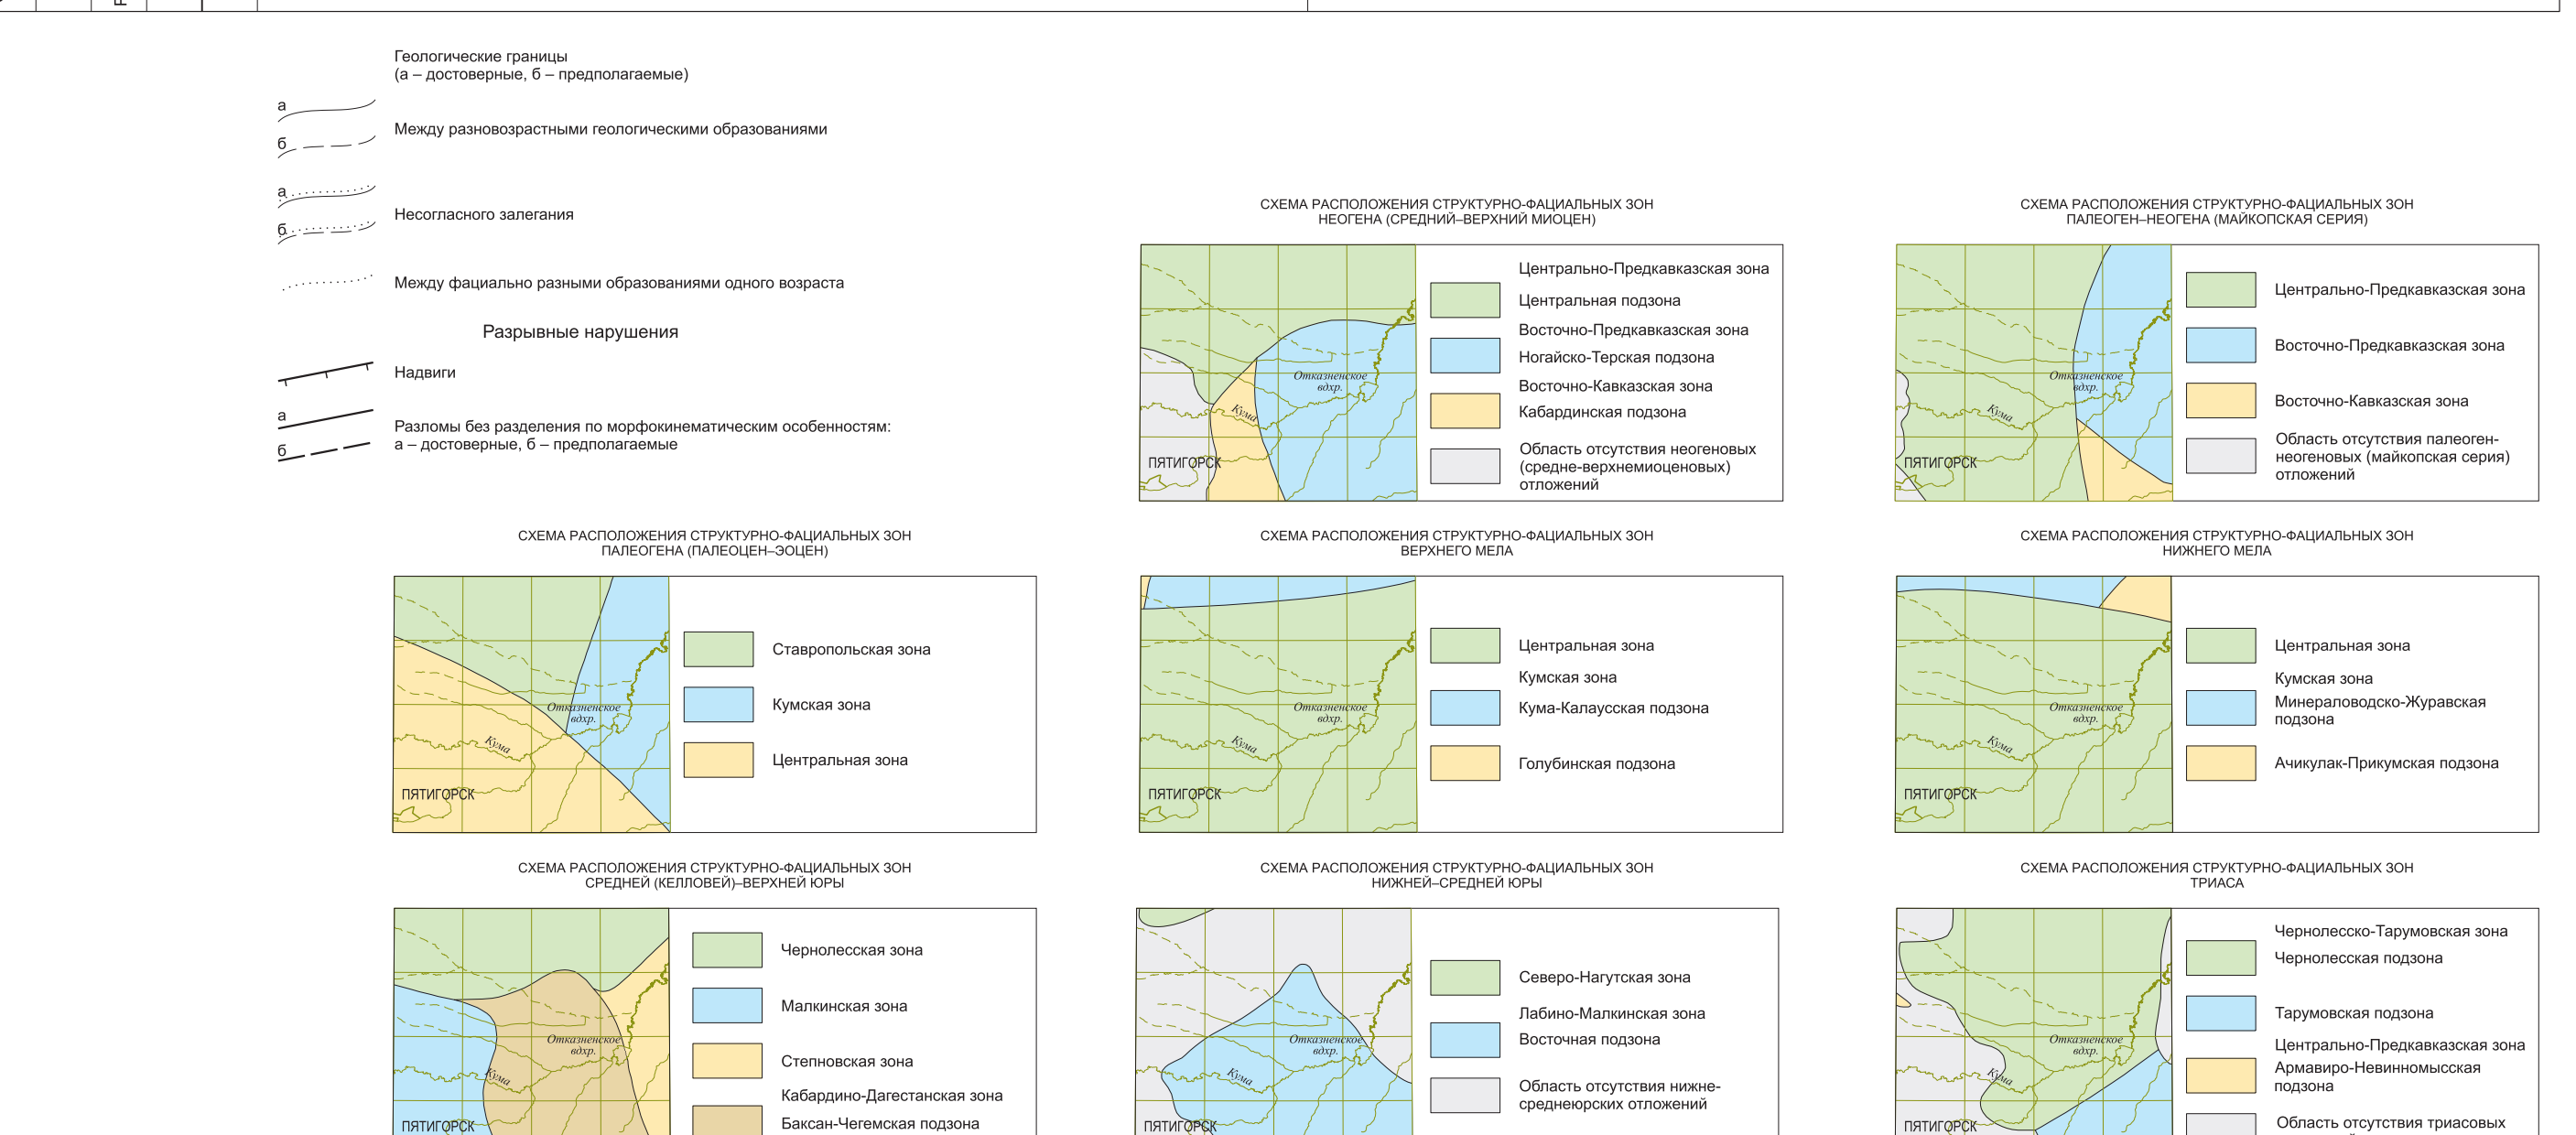 Геологические границы
(а – достоверные, б – предполагаемые)
а
Между разновозрастными геологическими образованиями
б
а
Несогласного залегания
б
Между фациально разными образованиями одного возраста
Разрывные нарушения
Надвиги
а
Разломы без разделения по морфокинематическим особенностям:
а – достоверные, б – предполагаемые
б
СХЕМА РАСПОЛОЖЕНИЯ СТРУКТУРНО-ФАЦИАЛЬНЫХ ЗОН
НЕОГЕНА (СРЕДНИЙ–ВЕРХНИЙ МИОЦЕН)
Отказненское
вдхр.
Кума
ПЯТИГОРСК
Центрально-Предкавказская зона
Центральная подзона
Восточно-Предкавказская зона
Ногайско-Терская подзона
Восточно-Кавказская зона
Кабардинская подзона
Область отсутствия неогеновых
(средне-верхнемиоценовых)
отложений
СХЕМА РАСПОЛОЖЕНИЯ СТРУКТУРНО-ФАЦИАЛЬНЫХ ЗОН
ПАЛЕОГЕН–НЕОГЕНА (МАЙКОПСКАЯ СЕРИЯ)
Отказненское
вдхр.
Кума
ПЯТИГОРСК
Центрально-Предкавказская зона
Восточно-Предкавказская зона
Восточно-Кавказская зона
Область отсутствия палеоген-
неогеновых (майкопская серия)
отложений
СХЕМА РАСПОЛОЖЕНИЯ СТРУКТУРНО-ФАЦИАЛЬНЫХ ЗОН
ПАЛЕОГЕНА (ПАЛЕОЦЕН–ЭОЦЕН)
Отказненское
вдхр.
Кума
ПЯТИГОРСК
Ставропольская зона
Кумская зона
Центральная зона
СХЕМА РАСПОЛОЖЕНИЯ СТРУКТУРНО-ФАЦИАЛЬНЫХ ЗОН
ВЕРХНЕГО МЕЛА
Отказненское
вдхр.
Кума
ПЯТИГОРСК
Центральная зона
Кумская зона
Кума-Калаусская подзона
Голубинская подзона
СХЕМА РАСПОЛОЖЕНИЯ СТРУКТУРНО-ФАЦИАЛЬНЫХ ЗОН
НИЖНЕГО МЕЛА
Отказненское
вдхр.
Кума
ПЯТИГОРСК
Центральная зона
Кумская зона
Минераловодско-Журавская
подзона
Ачикулак-Прикумская подзона
СХЕМА РАСПОЛОЖЕНИЯ СТРУКТУРНО-ФАЦИАЛЬНЫХ ЗОН
СРЕДНЕЙ (КЕЛЛОВЕЙ)–ВЕРХНЕЙ ЮРЫ
Отказненское
вдхр.
Кума
ПЯТИГОРСК
Чернолесская зона
Малкинская зона
Степновская зона
Кабардино-Дагестанская зона
Баксан-Чегемская подзона
СХЕМА РАСПОЛОЖЕНИЯ СТРУКТУРНО-ФАЦИАЛЬНЫХ ЗОН
НИЖНЕЙ–СРЕДНЕЙ ЮРЫ
Отказненское
вдхр.
Кума
ПЯТИГОРСК
Северо-Нагутская зона
Лабино-Малкинская зона
Восточная подзона
Область отсутствия нижне-
среднеюрских отложений
СХЕМА РАСПОЛОЖЕНИЯ СТРУКТУРНО-ФАЦИАЛЬНЫХ ЗОН
ТРИАСА
Отказненское
вдхр.
Кума
ПЯТИГОРСК
Чернолесско-Тарумовская зона
Чернолесская подзона
Тарумовская подзона
Центрально-Предкавказская зона
Армавиро-Невинномысская
подзона
Область отсутствия триасовых